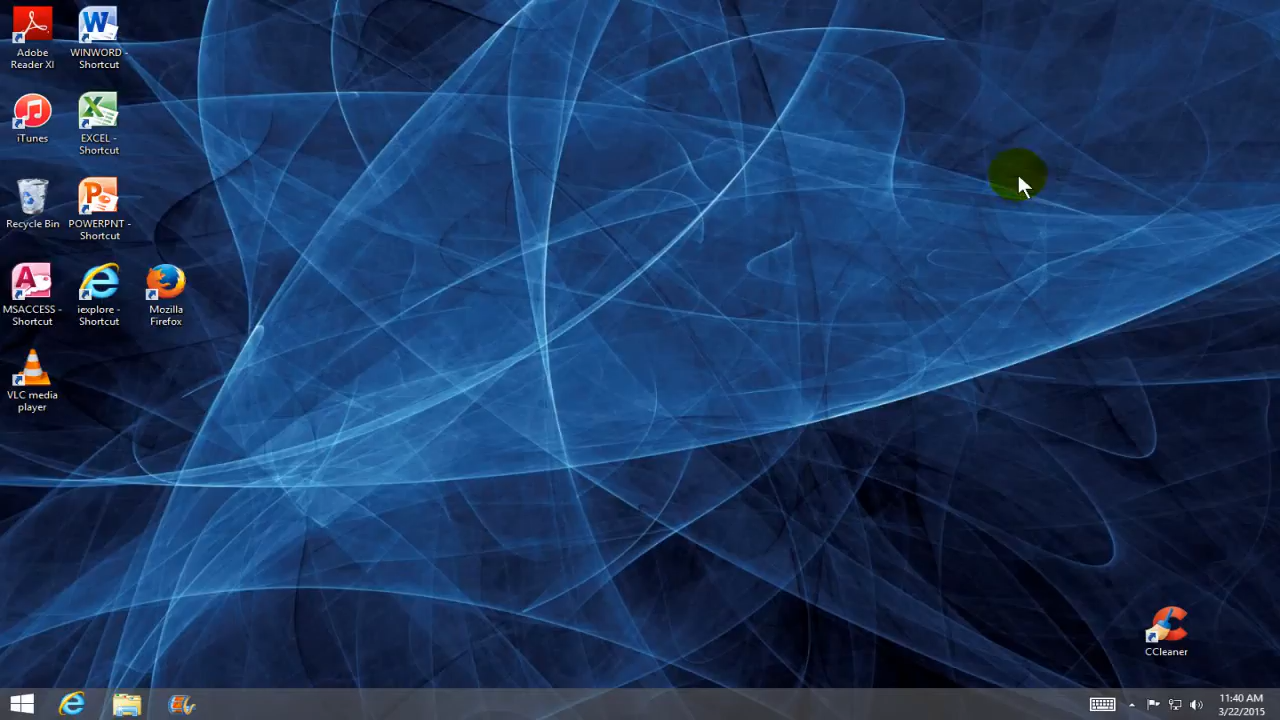 Adobe
Reader XI
WINWORD -
Shortcut
iTunes
EXCEL -
Shortcut
Recycle Bin
POWERPNT -
Shortcut
MSACCESS -
Shortcut
iexplore -
Shortcut
Mozilla
Firefox
VLC media
player
CCleaner
11:40 AM
3/22/2015